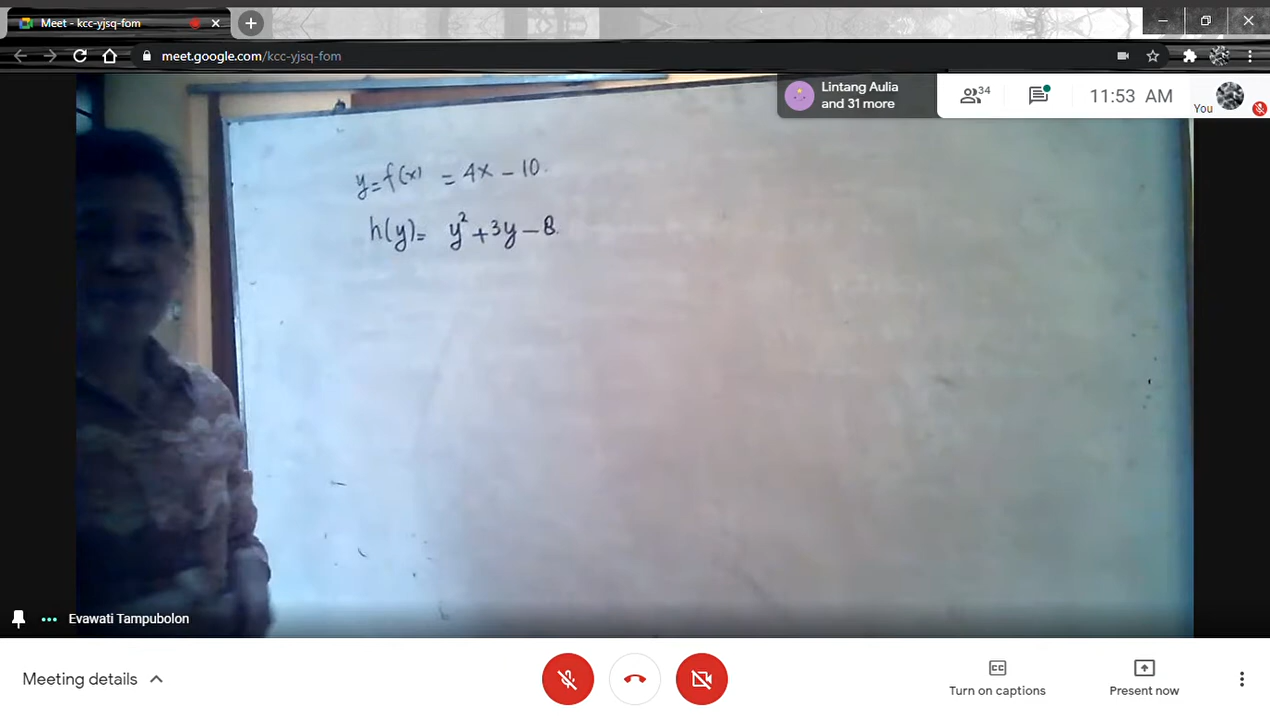 Meet - kcc-yjsq-fom
meet.google.com/kcc-yjsq-fom
Lintang Aulia
and 31 more
34
11:53 AM
You
y=f(x) = 4x - 10.
h(y)= y² + 3y - 8.
Evawati Tampubolon
Meeting details
CC
Turn on captions
Present now